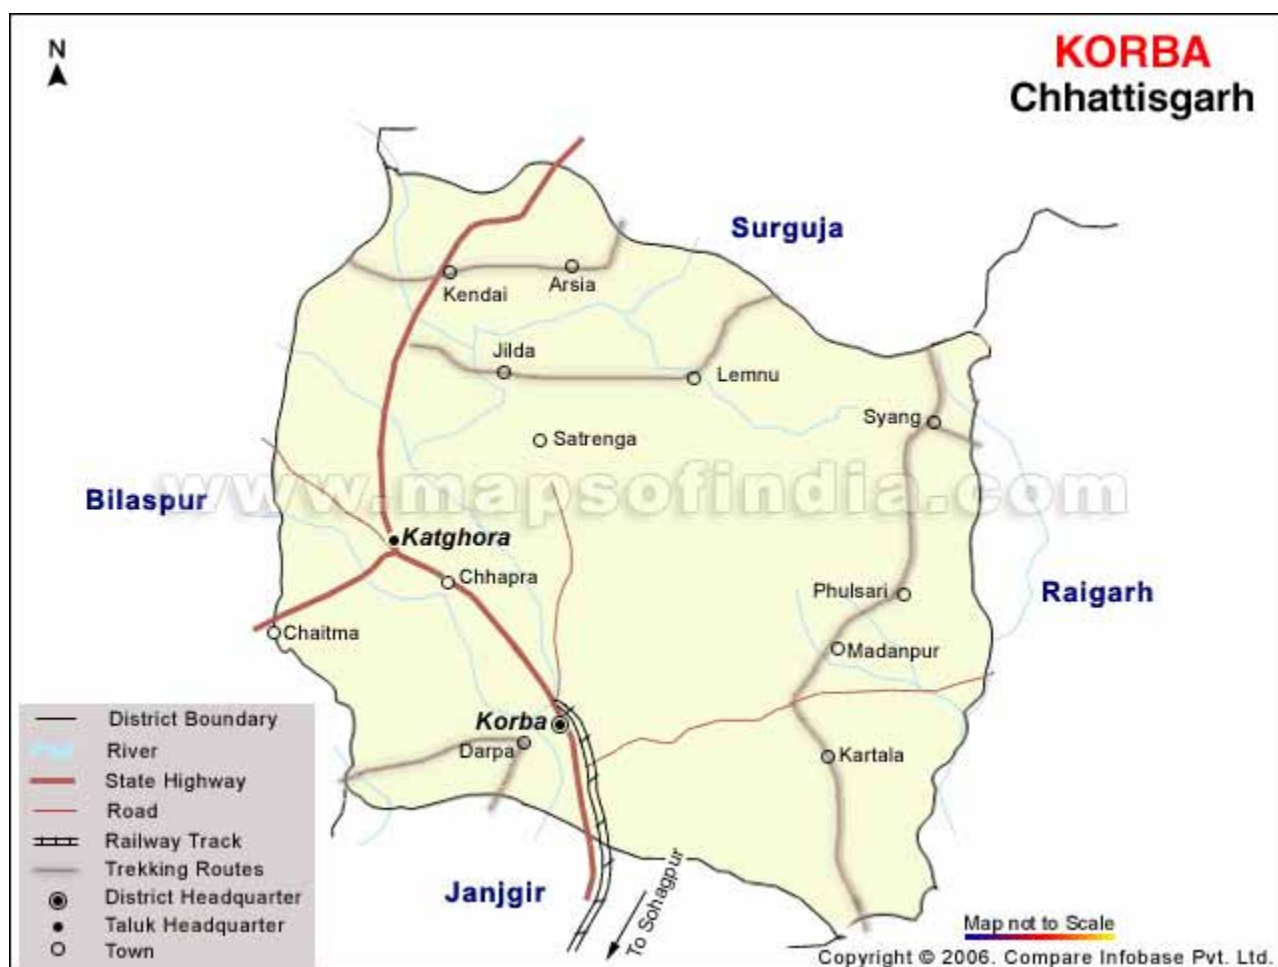 N
KORBA
Chhattisgarh
Surguja
Kendai
Arsia
Jilda
Lemnu
Syang
Satrenga
www.mapsofindia.com
Bilaspur
Katghora
Chhapra
Phulsari
Raigarh
Chaitma
Madanpur
Korba
Darpa
Kartala
Janjgir
To Sohagpur
District Boundary
River
State Highway
Road
Railway Track
Trekking Routes
District Headquarter
Taluk Headquarter
Town
Map not to Scale
Copyright © 2006. Compare Infobase Pvt. Ltd.